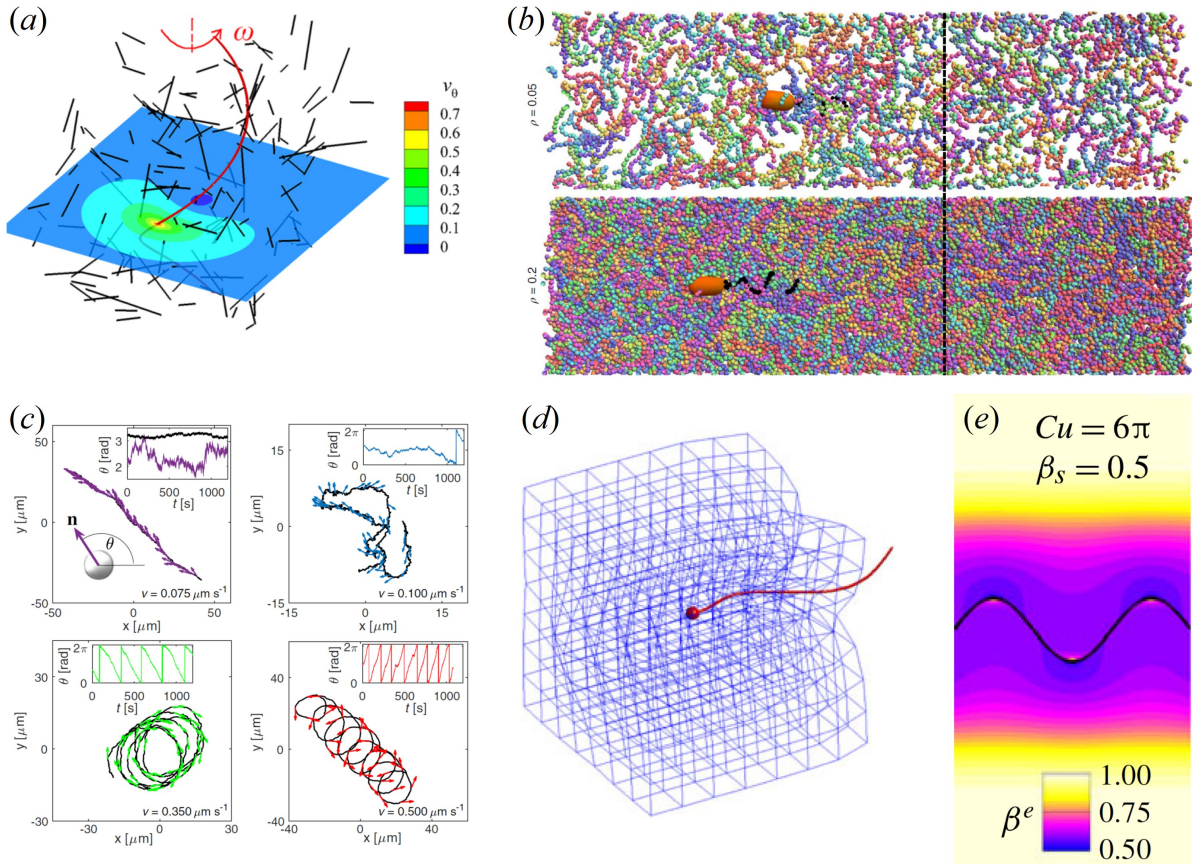 (a)
ω
v_θ
0.7
0.6
0.5
0.4
0.3
0.2
0.1
0
(b)
ρ = 0.05
ρ = 0.2
(c)
60
0
-50
y [μm]
θ [rad]
3
2
0
500
1000
t [s]
n
θ
v = 0.075 μm s⁻¹
-50
0
50
x [μm]
15
0
-15
y [μm]
θ [rad]
2π
0
0
500
1000
t [s]
v = 0.100 μm s⁻¹
-15
0
15
x [μm]
40
30
0
-30
y [μm]
θ [rad]
2π
0
0
500
1000
t [s]
v = 0.350 μm s⁻¹
-30
0
30
x [μm]
60
40
0
-40
y [μm]
θ [rad]
2π
0
0
500
1000
t [s]
v = 0.500 μm s⁻¹
-40
0
40
x [μm]
(d)
(e)
Cu = 6π
β_s = 0.5
β^e
1.00
0.75
0.50